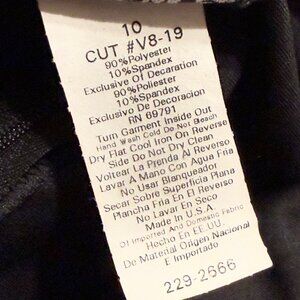 10
CUT #V8-19
90%Polyester
10%Spandex
Exclusive Of Decaration
90%Poliester
10%Spandex
Exclusivo De Decoracion
RN 69791
Turn Garment Inside Out
Hand Wash Cold Do Not Bleach
Dry Flat Cool Iron On Reverse
Side Do Not Dry Clean
Voltear La Prenda Al Reverso
Lavar A Mano Con Agua Fria
No Usar Blanqueador
Secar Sobre Superficia Plana
Plancha Fria En El Reverso
No Lavar En Seco
Made In U.S.A
Of Imported And Domestic Fabric
Hecho En EE.UU.
De Material Origen Nacional
E Importado
229-2666